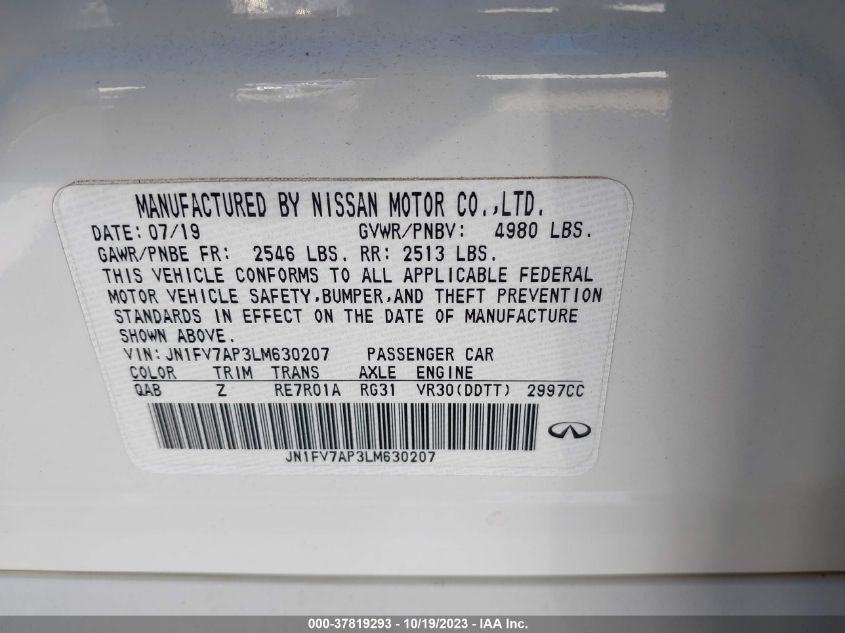 MANUFACTURED BY NISSAN MOTOR CO.,LTD.
DATE: 07/19 GVWR/PNBV: 4980 LBS.
GAWR/PNBE FR: 2546 LBS. RR: 2513 LBS.
THIS VEHICLE CONFORMS TO ALL APPLICABLE FEDERAL
MOTOR VEHICLE SAFETY,BUMPER,AND THEFT PREVENTION
STANDARDS IN EFFECT ON THE DATE OF MANUFACTURE
SHOWN ABOVE.
VIN: JN1FV7AP3LM630207 PASSENGER CAR
COLOR TRIM TRANS AXLE ENGINE
QAB Z RE7R01A RG31 VR30(DDTT) 2997CC
JN1FV7AP3LM630207
000-37819293 - 10/19/2023 - IAA Inc.